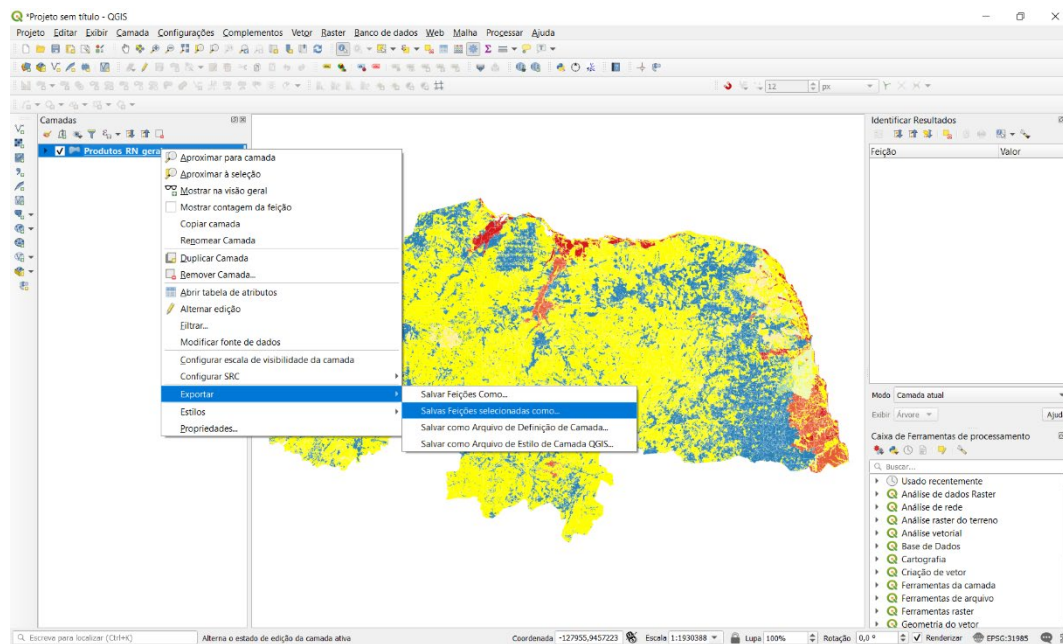 *Projeto sem título - QGIS
Projeto Editar Exibir Camada Configurações Complementos Vetor Raster Banco de dados Web Malha Processar Ajuda
12 px
Camadas
Produtos RN geral
Aproximar para camada
Aproximar à seleção
Mostrar na visão geral
Mostrar contagem da feição
Copiar camada
Renomear Camada
Duplicar Camada
Remover Camada...
Abrir tabela de atributos
Alternar edição
Filtrar...
Modificar fonte de dados
Configurar escala de visibilidade da camada
Configurar SRC
Exportar
Estilos
Propriedades...
Salvar Feições Como...
Salvas Feições selecionadas como...
Salvar como Arquivo de Definição de Camada...
Salvar como Arquivo de Estilo de Camada QGIS...
Identificar Resultados
Feição Valor
Modo Camada atual
Exibir Árvore Ajud
Caixa de Ferramentas de processamento
Buscar...
Usado recentemente
Análise de dados Raster
Análise de rede
Análise raster do terreno
Análise vetorial
Base de Dados
Cartografia
Criação de vetor
Ferramentas da camada
Ferramentas de arquivo
Ferramentas raster
Geometria do vetor
Escreva para localizar (Ctrl+K) Alterna o estado de edição da camada ativa Coordenada -127955,9457223 Escala 1:1930388 Lupa 100% Rotação 0,0 ° Renderizar EPSG:31985